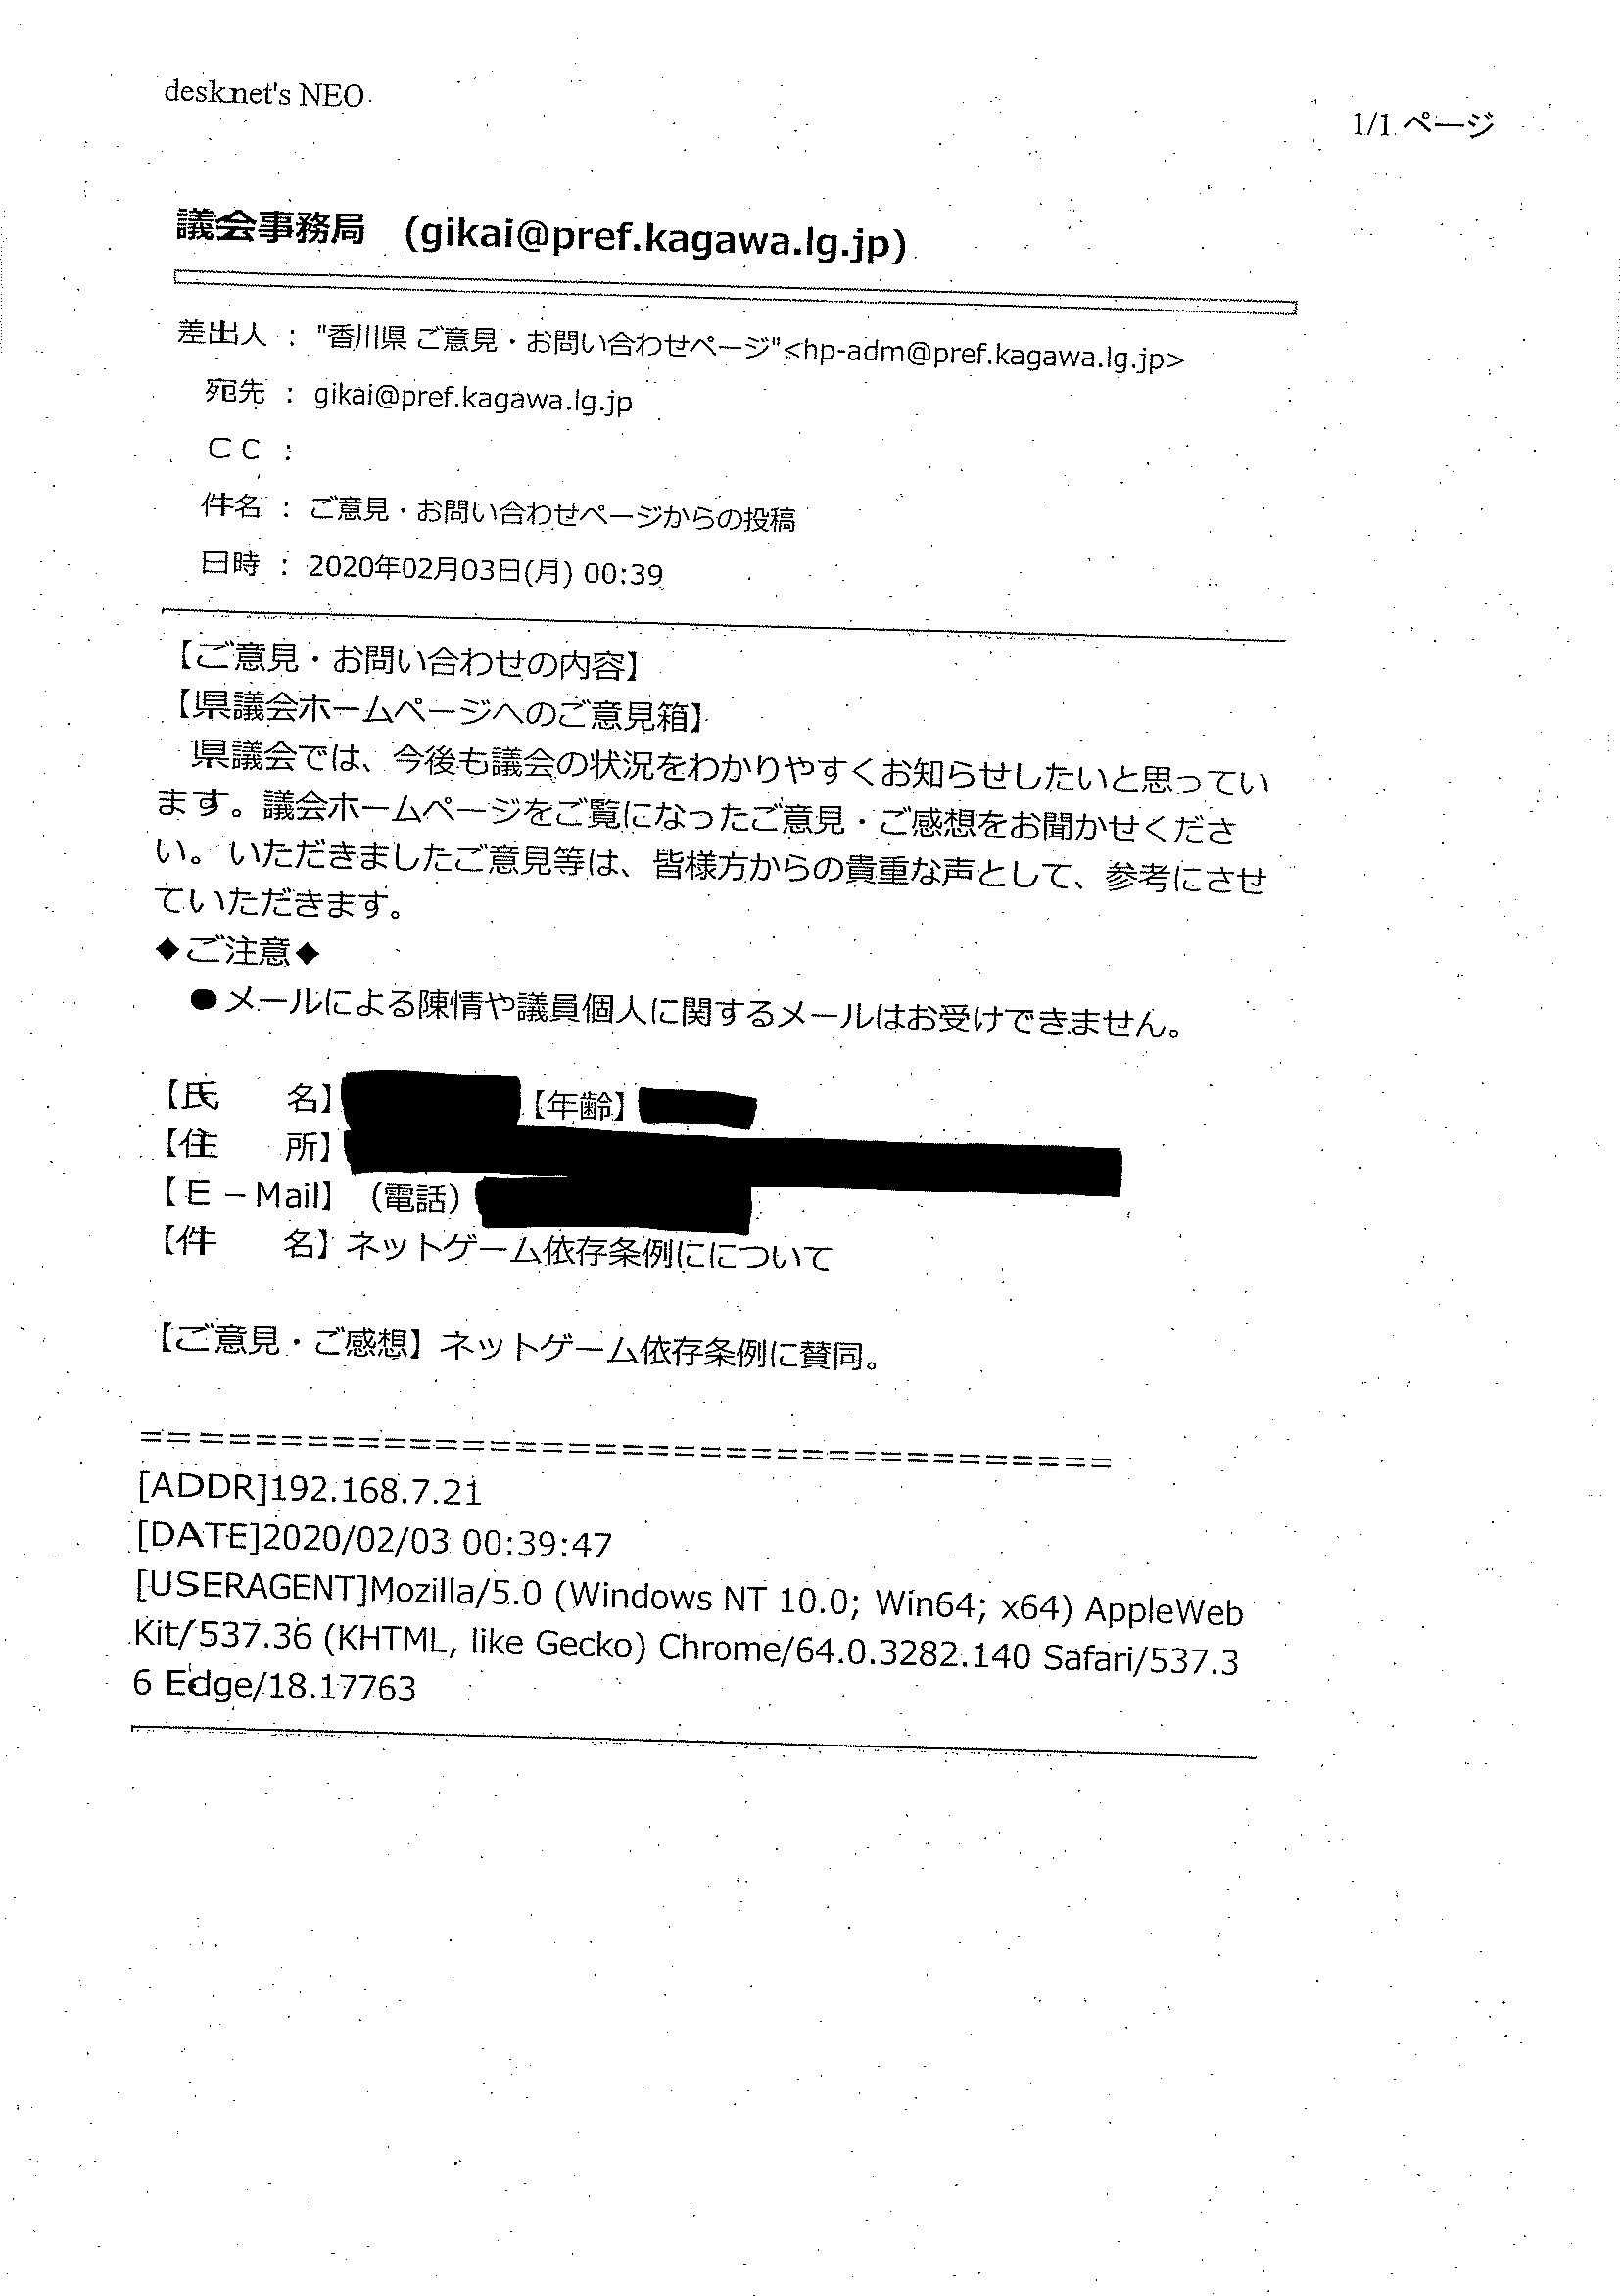 desknet's NEO
1/1 ページ
議会事務局 (gikai@pref.kagawa.lg.jp)
差出人 ： "香川県 ご意見・お問い合わせページ"<hp-adm@pref.kagawa.lg.jp>
宛先 ： gikai@pref.kagawa.lg.jp
ＣＣ ：
件名 ： ご意見・お問い合わせページからの投稿
日時 ： 2020年02月03日(月) 00:39
【ご意見・お問い合わせの内容】
【県議会ホームページへのご意見箱】
　県議会では、今後も議会の状況をわかりやすくお知らせしたいと思ってい
ます。議会ホームページをご覧になったご意見・ご感想をお聞かせくださ
い。いただきましたご意見等は、皆様方からの貴重な声として、参考にさせ
ていただきます。
◆ご注意◆
　●メールによる陳情や議員個人に関するメールはお受けできません。
【氏　　名】【年齢】
【住　　所】
【Ｅ－Mail】（電話）
【件　　名】ネットゲーム依存条例にについて
【ご意見・ご感想】ネットゲーム依存条例に賛同。
======================================
[ADDR]192.168.7.21
[DATE]2020/02/03 00:39:47
[USERAGENT]Mozilla/5.0 (Windows NT 10.0; Win64; x64) AppleWeb
Kit/537.36 (KHTML, like Gecko) Chrome/64.0.3282.140 Safari/537.3
6 Edge/18.17763